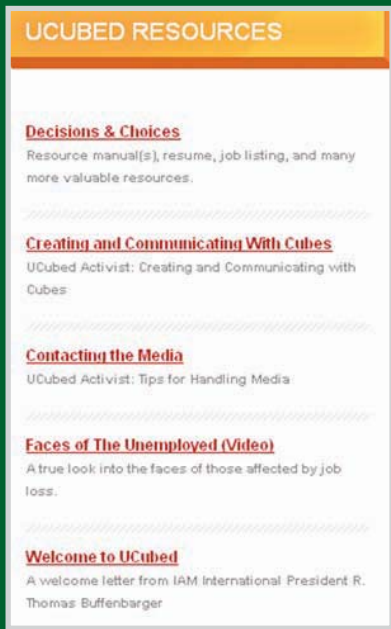 UCUBED RESOURCES
Decisions & Choices
Resource manual(s), resume, job listing, and many
more valuable resources.
Creating and Communicating With Cubes
UCubed Activist: Creating and Communicating with
Cubes
Contacting the Media
UCubed Activist: Tips for Handling Media
Faces of The Unemployed (Video)
A true look into the faces of those affected by job
loss.
Welcome to UCubed
A welcome letter from IAM International President R.
Thomas Buffenbarger